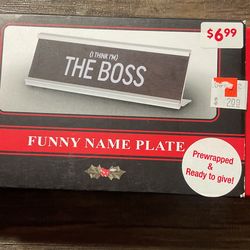 $6.99
(I THINK I'M)
THE BOSS
FUNNY NAME PLATE
Prewrapped
&
Ready to give!